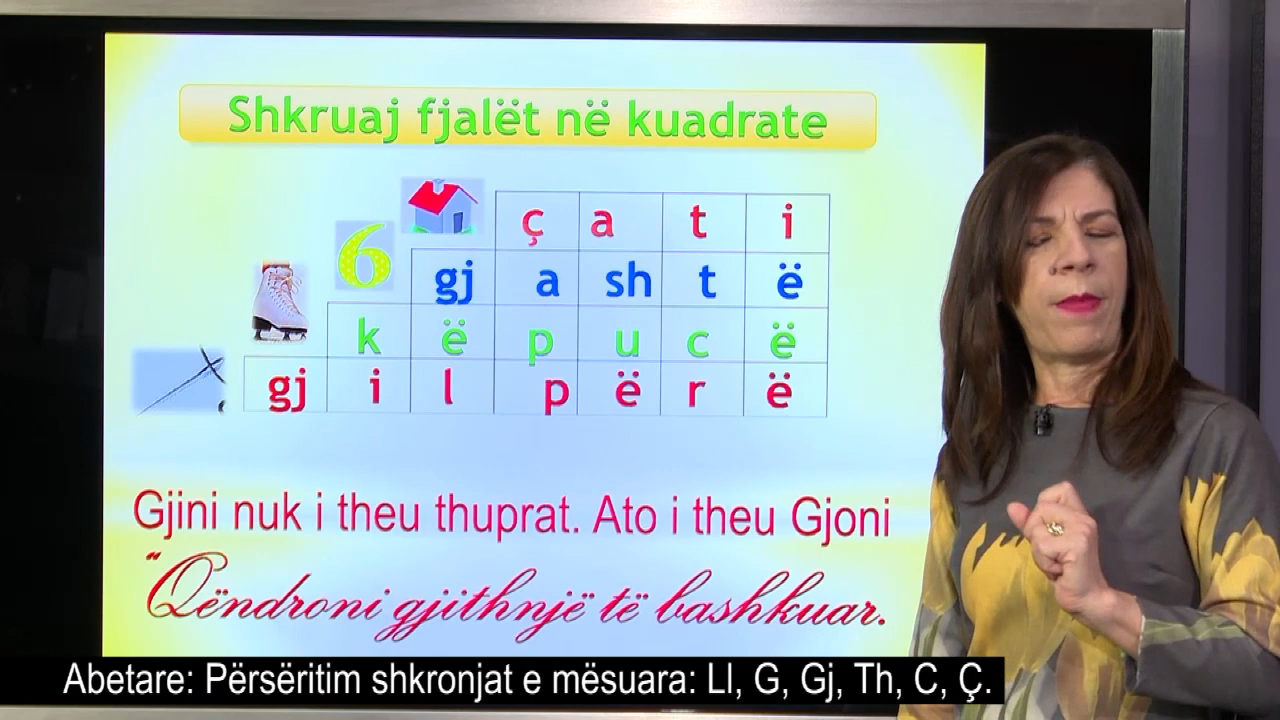 Shkruaj fjalët në kuadrate
ç a t i
6 gj a sh t ë
k ë p u c ë
gj i l p ë r ë
Gjini nuk i theu thuprat. Ato i theu Gjoni
“Qëndroni gjithnjë të bashkuar.
Abetare: Përsëritim shkronjat e mësuara: Ll, G, Gj, Th, C, Ç.